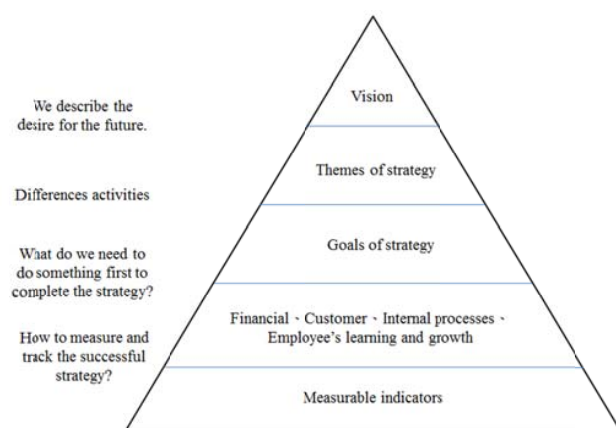 Vision
We describe the
desire for the future.
Themes of strategy
Differences activities
Goals of strategy
What do we need to
do something first to
complete the strategy?
Financial、Customer、Internal processes、
Employee's learning and growth
How to measure and
track the successful
strategy?
Measurable indicators